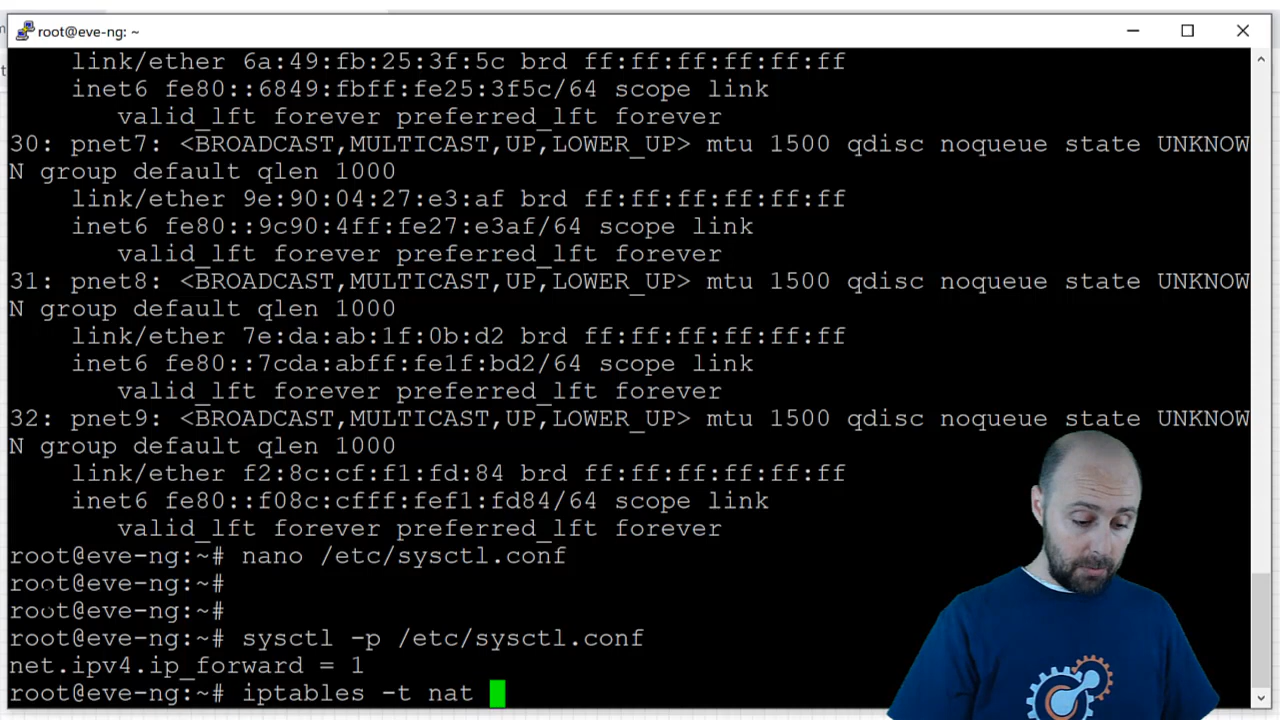 root@eve-ng: ~
link/ether 6a:49:fb:25:3f:5c brd ff:ff:ff:ff:ff:ff
inet6 fe80::6849:fbff:fe25:3f5c/64 scope link
valid_lft forever preferred_lft forever
30: pnet7: <BROADCAST,MULTICAST,UP,LOWER_UP> mtu 1500 qdisc noqueue state UNKNOW
N group default qlen 1000
link/ether 9e:90:04:27:e3:af brd ff:ff:ff:ff:ff:ff
inet6 fe80::9c90:4ff:fe27:e3af/64 scope link
valid_lft forever preferred_lft forever
31: pnet8: <BROADCAST,MULTICAST,UP,LOWER_UP> mtu 1500 qdisc noqueue state UNKNOW
N group default qlen 1000
link/ether 7e:da:ab:1f:0b:d2 brd ff:ff:ff:ff:ff:ff
inet6 fe80::7cda:abff:fe1f:bd2/64 scope link
valid_lft forever preferred_lft forever
32: pnet9: <BROADCAST,MULTICAST,UP,LOWER_UP> mtu 1500 qdisc noqueue state UNKNOW
N group default qlen 1000
link/ether f2:8c:cf:f1:fd:84 brd ff:ff:ff:ff:ff:ff
inet6 fe80::f08c:cfff:fef1:fd84/64 scope link
valid_lft forever preferred_lft forever
root@eve-ng:~# nano /etc/sysctl.conf
root@eve-ng:~#
root@eve-ng:~#
root@eve-ng:~# sysctl -p /etc/sysctl.conf
net.ipv4.ip_forward = 1
root@eve-ng:~# iptables -t nat